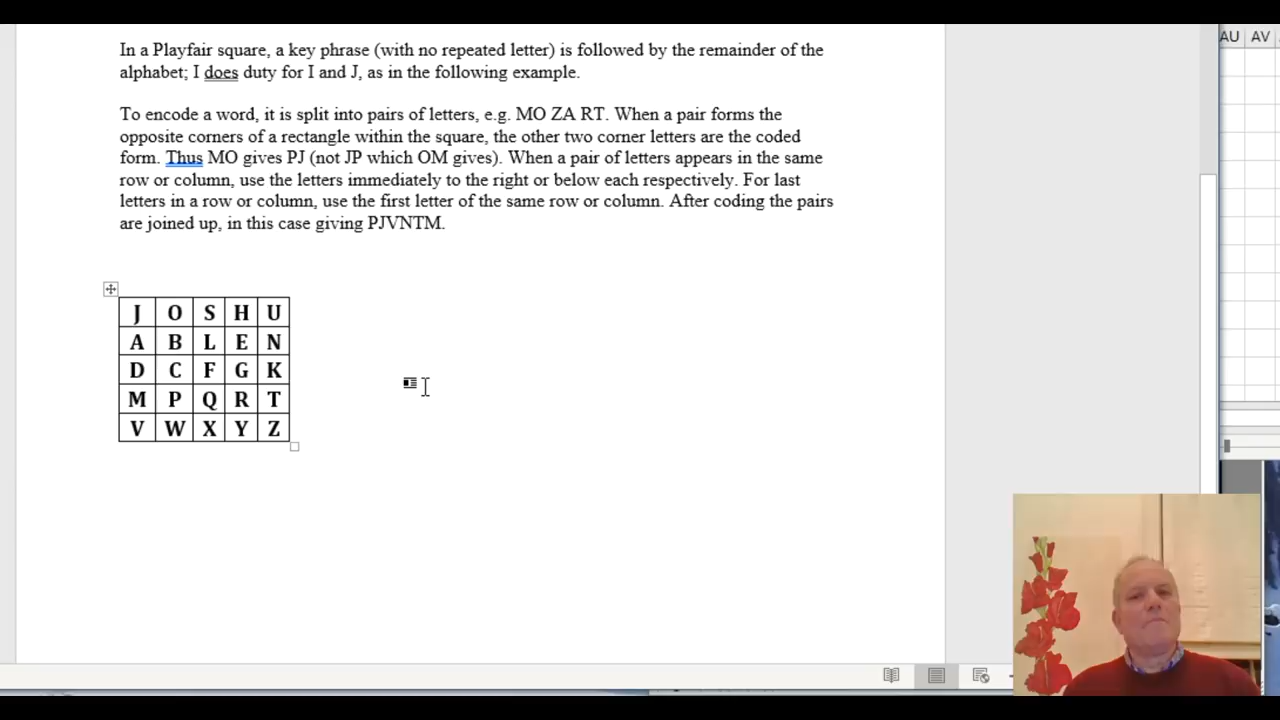 AU AV
In a Playfair square, a key phrase (with no repeated letter) is followed by the remainder of the
alphabet; I does duty for I and J, as in the following example.
To encode a word, it is split into pairs of letters, e.g. MO ZA RT. When a pair forms the
opposite corners of a rectangle within the square, the other two corner letters are the coded
form. Thus MO gives PJ (not JP which OM gives). When a pair of letters appears in the same
row or column, use the letters immediately to the right or below each respectively. For last
letters in a row or column, use the first letter of the same row or column. After coding the pairs
are joined up, in this case giving PJVNTM.
J O S H U
A B L E N
D C F G K
M P Q R T
V W X Y Z